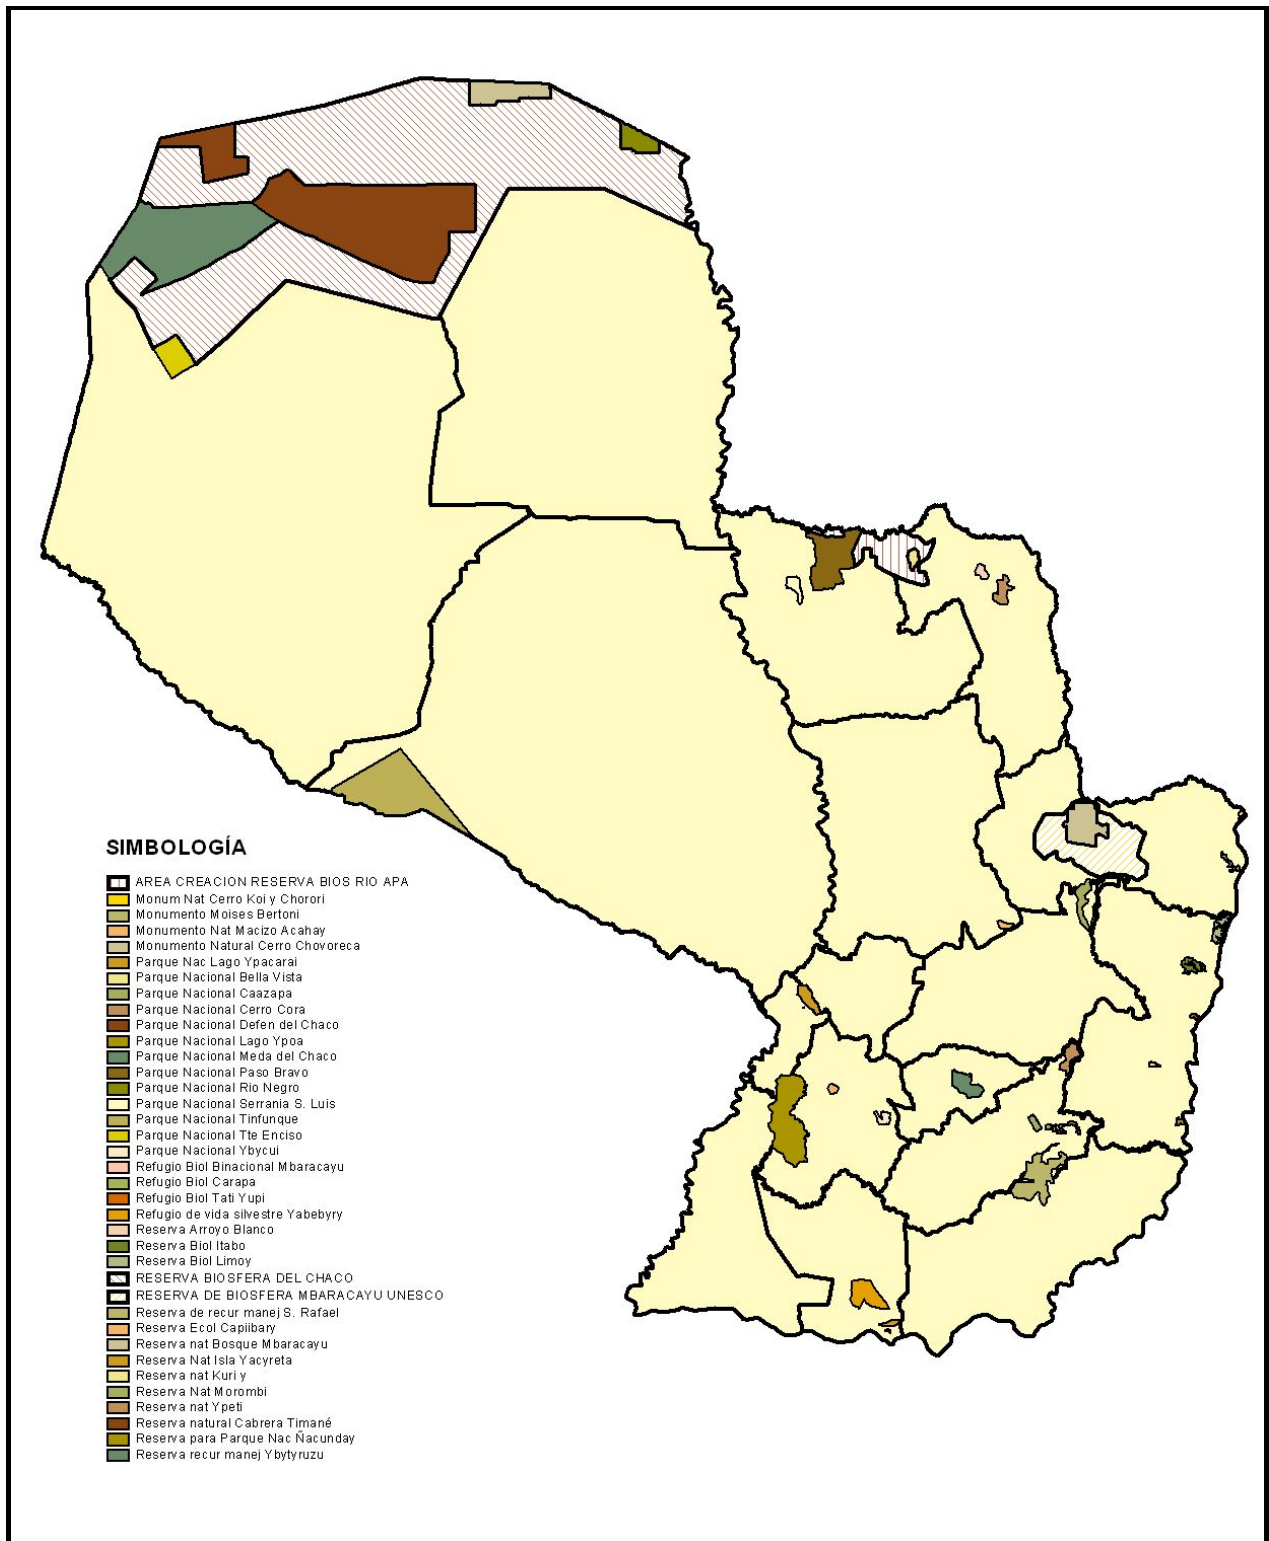 SIMBOLOGÍA
AREA CREACION RESERVA BIOS RIO APA
Monum Nat Cerro Koi y Chorori
Monumento Moises Bertoni
Monumento Nat Macizo Acahay
Monumento Natural Cerro Chovoreca
Parque Nac Lago Ypacarai
Parque Nacional Bella Vista
Parque Nacional Caazapa
Parque Nacional Cerro Cora
Parque Nacional Defen del Chaco
Parque Nacional Lago Ypoa
Parque Nacional Meda del Chaco
Parque Nacional Paso Bravo
Parque Nacional Rio Negro
Parque Nacional Serrania S. Luis
Parque Nacional Tinfunque
Parque Nacional Tte Enciso
Parque Nacional Ybycui
Refugio Biol Binacional Mbaracayu
Refugio Biol Carapa
Refugio Biol Tati Yupi
Refugio de vida silvestre Yabebyry
Reserva Arroyo Blanco
Reserva Biol Itabo
Reserva Biol Limoy
RESERVA BIOSFERA DEL CHACO
RESERVA DE BIOSFERA MBARACAYU UNESCO
Reserva de recur manej S. Rafael
Reserva Ecol Capiibary
Reserva nat Bosque Mbaracayu
Reserva Nat Isla Yacyreta
Reserva nat Kuri y
Reserva Nat Morombi
Reserva nat Ypeti
Reserva natural Cabrera Timané
Reserva para Parque Nac Ñacunday
Reserva recur manej Ybytyruzu